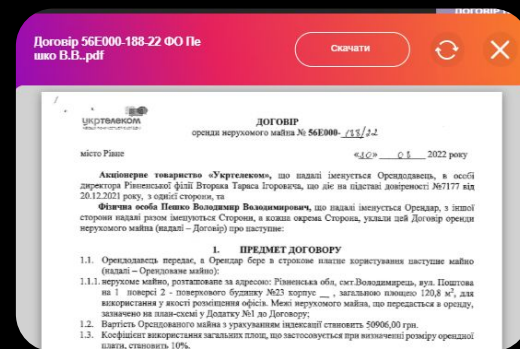 ДОГОВІР
Договір 56E000-188-22 ФО Пе
шко В.В..pdf
Скачати
укртелеком
ДОГОВІР
оренди нерухомого майна № 56E000- 188/22
місто Рівне
2022 року
Акціонерне товариство «Укртелеком», що надалі іменується Орендодавець, в особі
директора Рівненської філії Вторака Тараса Ігоровича, що діє на підставі довіреності №7177 від
20.12.2021 року, з однієї сторони, та
Фізична особа Пешко Володимир Володимирович, що надалі іменується Орендар, з іншої
сторони надалі разом іменуються Сторони, а кожна окрема Сторона, уклали цей Договір оренди
нерухомого майна (надалі – Договір) про наступне:
1. ПРЕДМЕТ ДОГОВОРУ
1.1. Орендодавець передає, а Орендар бере в строкове платне користування наступне майно
(надалі – Орендоване майно):
1.1.1. нерухоме майно, розташоване за адресою: Рівненська обл, смт.Володимирець, вул. Поштова
на 1 поверсі 2 - поверхового будинку №23 корпус __ , загальною площею 120,8 м², для
використання у якості розміщення офісів. Межі нерухомого майна, що передається в оренду,
зазначено на план-схемі у Додатку №1 до Договору;
1.2. Вартість Орендованого майна з урахуванням індексації становить 50906,00 грн.
1.3. Коефіцієнт використання загальних площ, що застосовується при визначенні розміру орендної
плати, становить 10%.